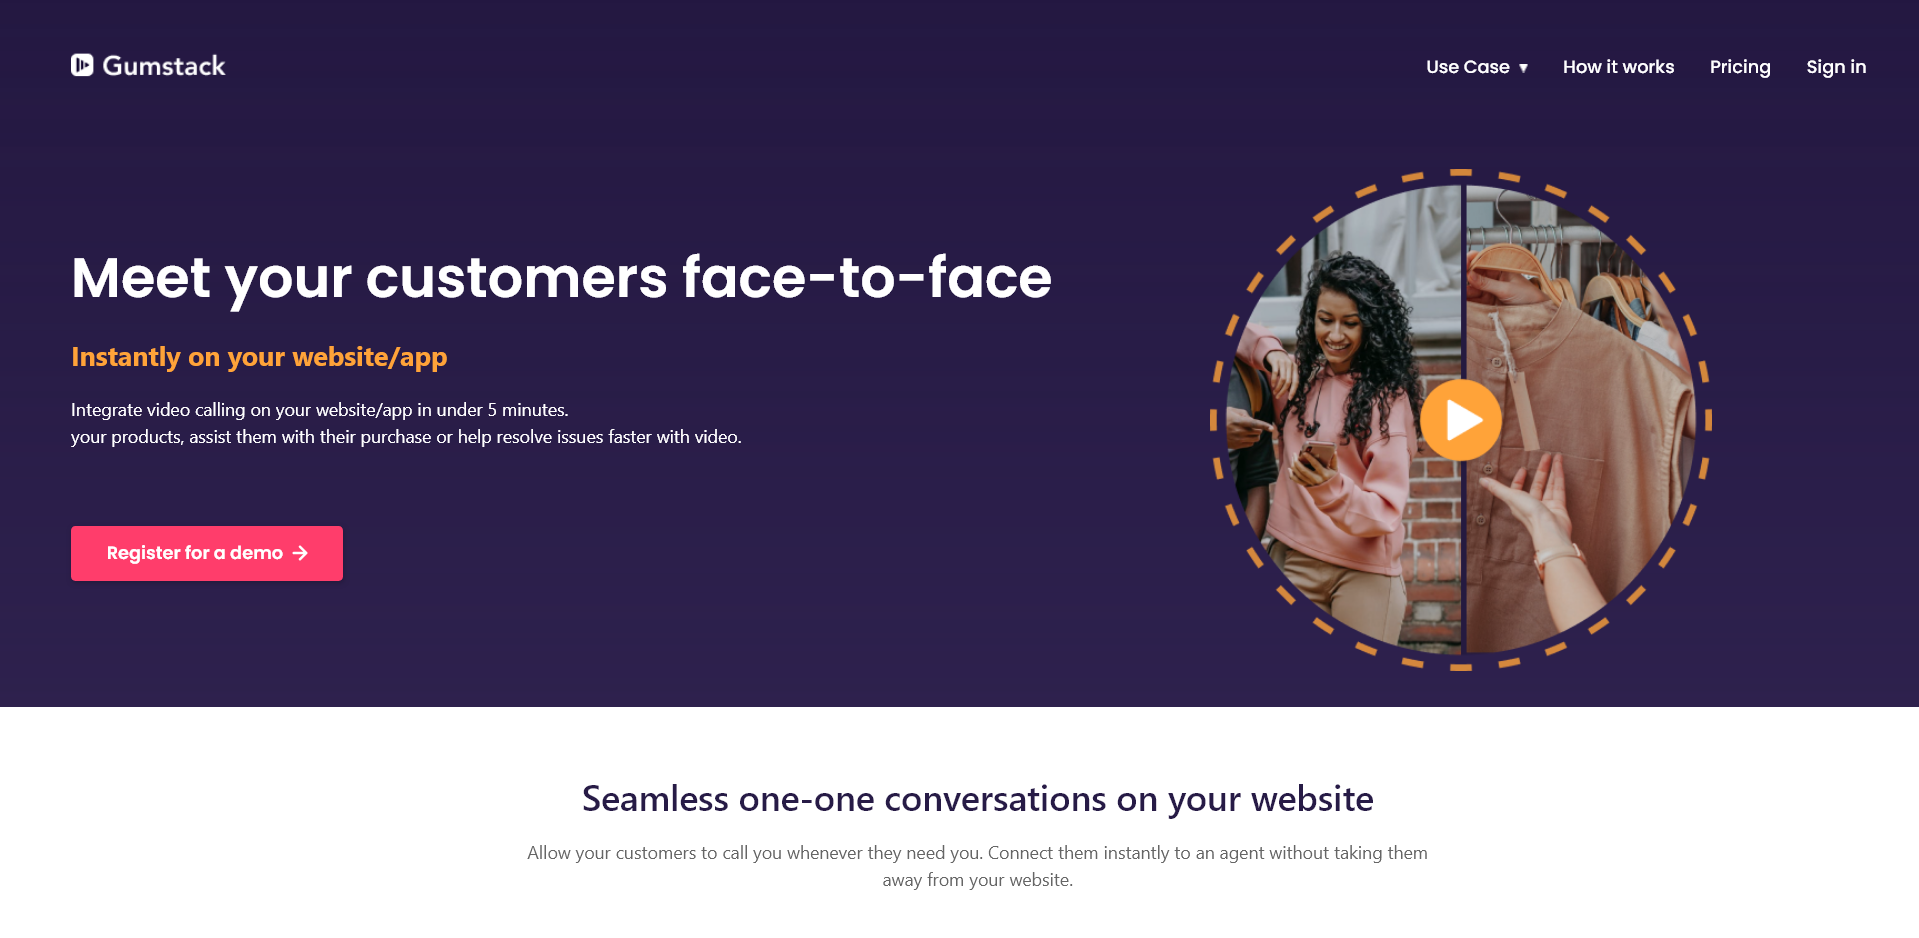 Gumstack
Use Case ▼ How it works Pricing Sign in
Meet your customers face-to-face
Instantly on your website/app
Integrate video calling on your website/app in under 5 minutes.
your products, assist them with their purchase or help resolve issues faster with video.
Register for a demo →
Seamless one-one conversations on your website
Allow your customers to call you whenever they need you. Connect them instantly to an agent without taking them
away from your website.